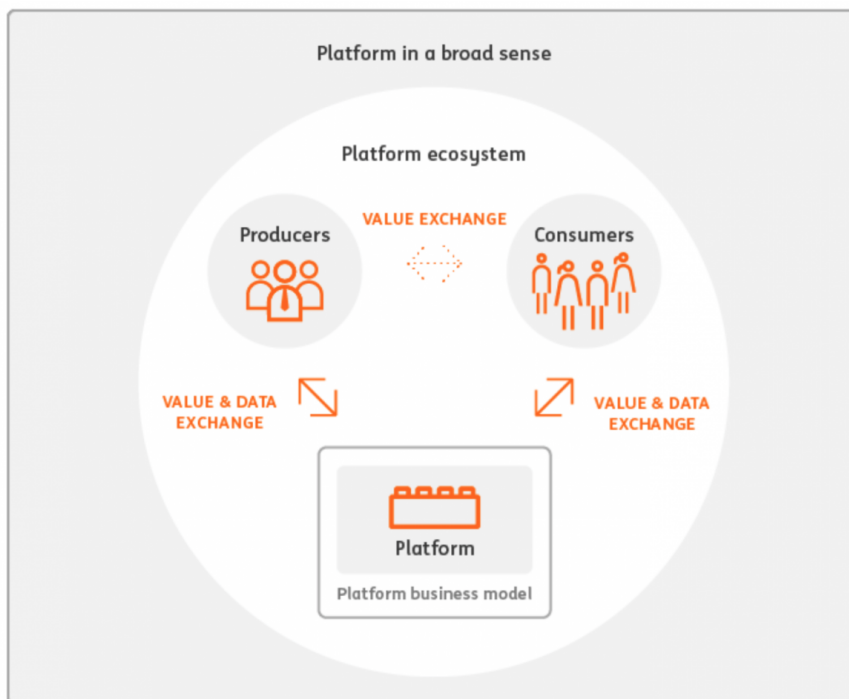 Platform in a broad sense
Platform ecosystem
VALUE EXCHANGE
Producers
Consumers
VALUE & DATA
EXCHANGE
VALUE & DATA
EXCHANGE
Platform
Platform business model